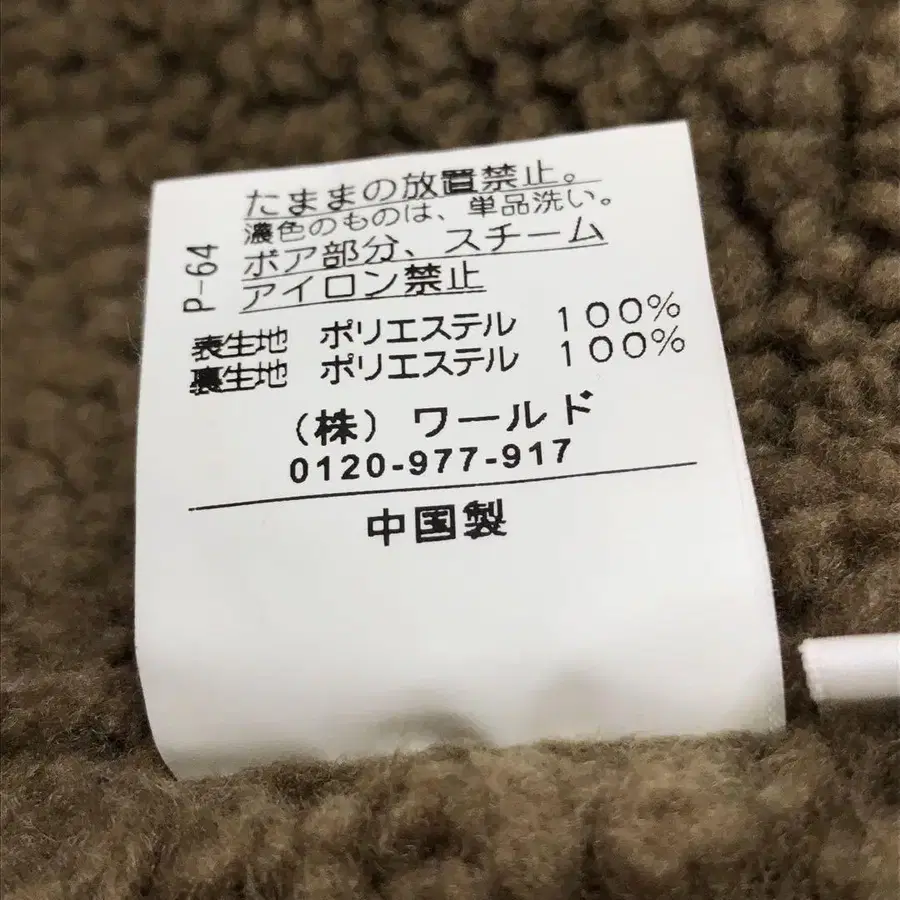 たままの放置禁止。
濃色のものは、単品洗い。
ボア部分、スチーム
アイロン禁止
P-64
表生地 ポリエステル 100%
裏生地 ポリエステル 100%
(株) ワールド
0120-977-917
中国製